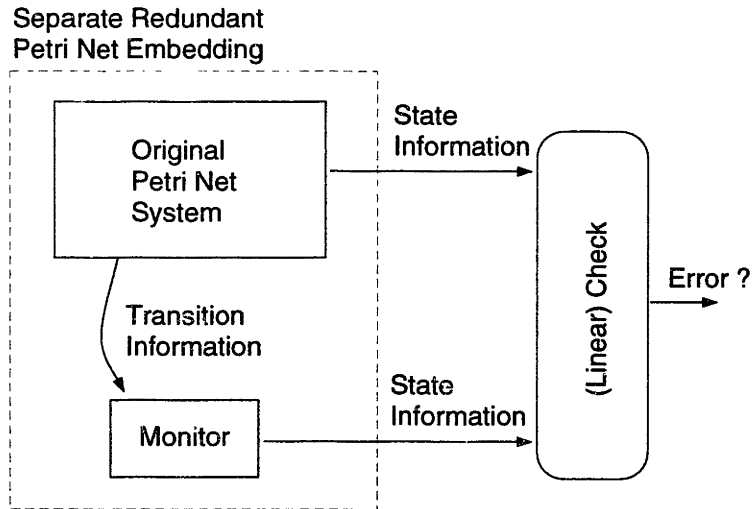 Separate Redundant
Petri Net Embedding
Original
Petri Net
System
State
Information
Transition
Information
Monitor
State
Information
(Linear) Check
Error ?